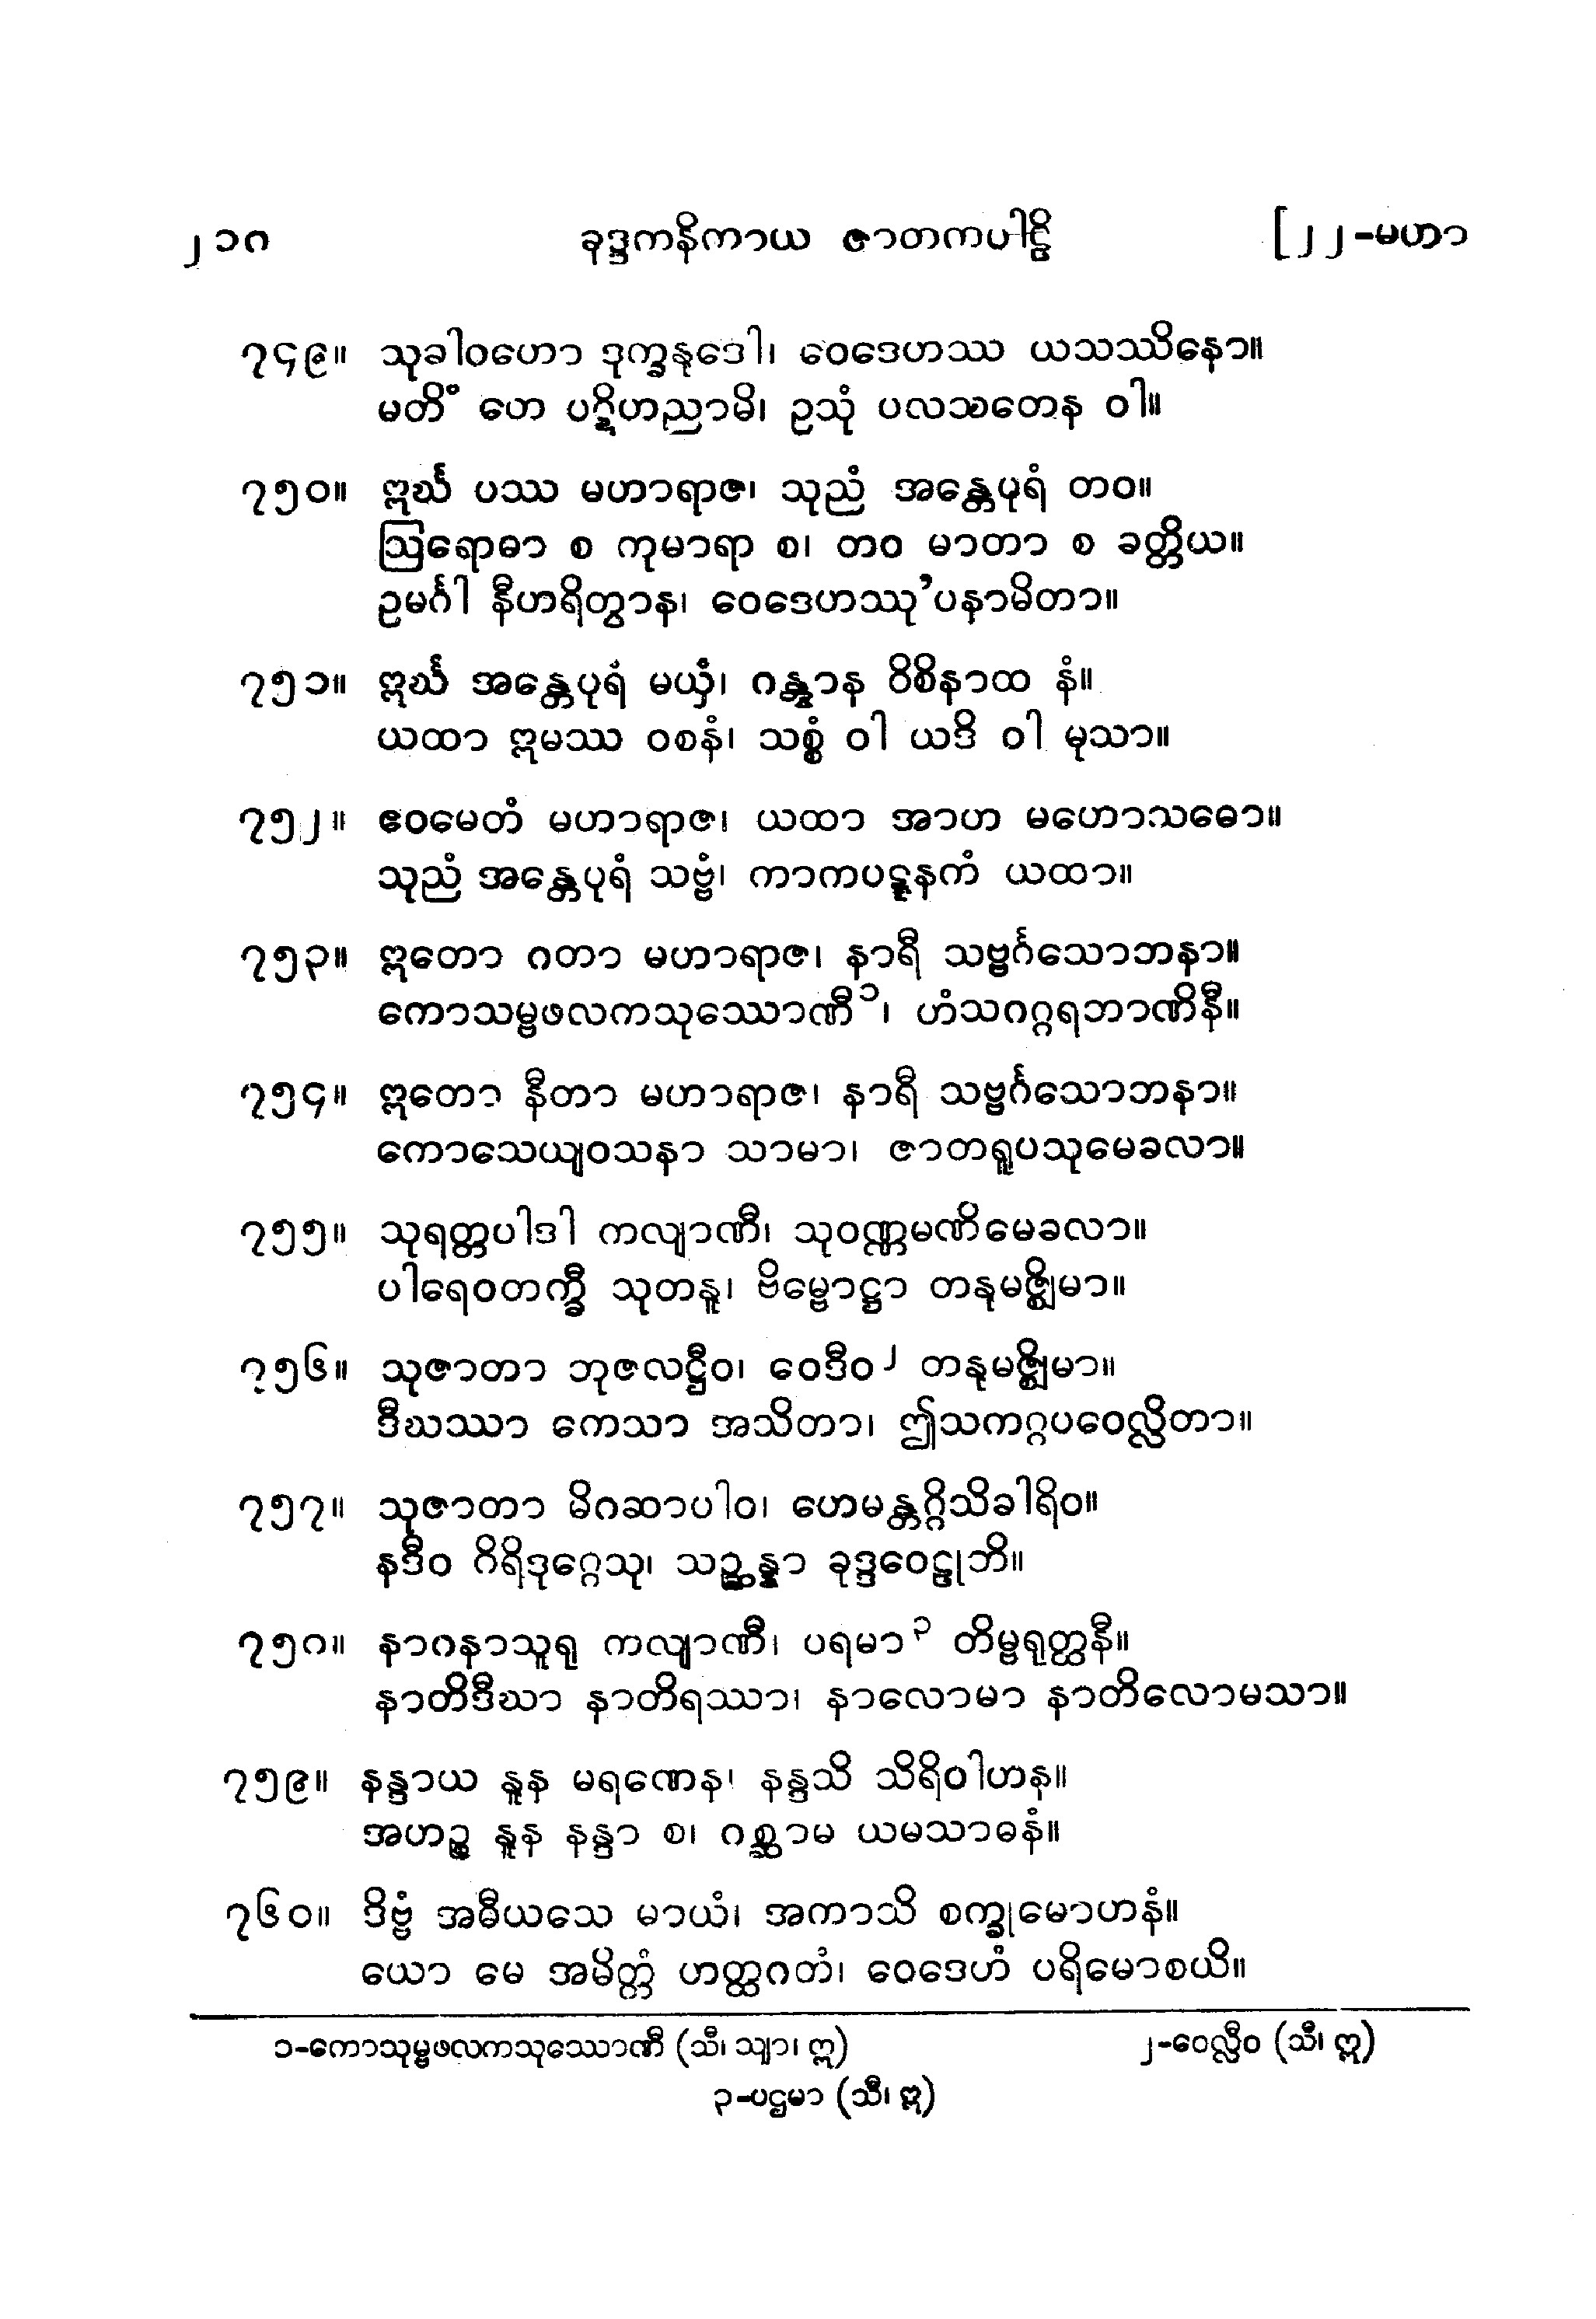 ၂၁၈ ခုဒ္ဒကနိကာယ ဇာတကပါဠိ [၂၂-မဟာ
၇၄၉။ သုခါဝဟော ဒုက္ခနုဒေါ၊ ဝေဒေဟဿ ယသဿိနော။
မတိံ တေ ပဋိဟညာမိ၊ ဥသုံ ပလသတေန ဝါ။
၇၅၀။ ဣင်္ဃ ပဿ မဟာရာဇ၊ သုညံ အန္တေပုရံ တဝ။
ဩရောဓာ စ ကုမာရာ စ၊ တဝ မာတာ စ ခတ္တိယ။
ဥမင်္ဂါ နီဟရိတွာန၊ ဝေဒေဟဿု'ပနာမိတာ။
၇၅၁။ ဣင်္ဃ အန္တေပုရံ မယှံ၊ ဂန္တွာန ဝိစိနာထ နံ။
ယထာ ဣမဿ ဝစနံ၊ သစ္စံ ဝါ ယဒိ ဝါ မုသာ။
၇၅၂။ ဧဝမေတံ မဟာရာဇ၊ ယထာ အာဟ မဟောသဓော။
သုညံ အန္တေပုရံ သဗ္ဗံ၊ ကာကပဋ္ဋနကံ ယထာ။
၇၅၃။ ဣတော ဂတာ မဟာရာဇ၊ နာရီ သဗ္ဗင်္ဂသောဘနာ။
ကောသမ္ဗဖလကသုဿောဏီ၁၊ ဟံသဂဂ္ဂရဘာဏိနီ။
၇၅၄။ ဣတော နီတာ မဟာရာဇ၊ နာရီ သဗ္ဗင်္ဂသောဘနာ။
ကောသေယျဝသနာ သာမာ၊ ဇာတရူပသုမေခလာ။
၇၅၅။ သုရတ္တပါဒါ ကလျာဏီ၊ သုဝဏ္ဏမဏိမေခလာ။
ပါရေဝတက္ခီ သုတနူ၊ ဗိမ္ဗောဋ္ဌာ တနုမဇ္ဈိမာ။
၇၅၆။ သုဇာတာ ဘုဇလဋ္ဌီဝ၊ ဝေဒီဝ၂ တနုမဇ္ဈိမာ။
ဒီဃဿာ ကေသာ အသိတာ၊ ဤသကဂ္ဂပဝေလ္လိတာ။
၇၅၇။ သုဇာတာ မိဂဆာပါဝ၊ ဟေမန္တဂ္ဂိသိခါရိဝ။
နဒီဝ ဂိရိဒုဂ္ဂေသု၊ သဉ္ဆန္နာ ခုဒ္ဒဝေဠုဘိ။
၇၅၈။ နာဂနာသူရု ကလျာဏီ၊ ပရမာ၃ တိမ္ဗရုတ္ထနီ။
နာတိဒီဃာ နာတိရဿာ၊ နာလောမာ နာတိလောမသာ။
၇၅၉။ နန္ဒာယ နူန မရဏေန၊ နန္ဒသိ သိရိဝါဟန။
အဟဉ္စ နူန နန္ဒာ စ၊ ဂစ္ဆာမ ယမသာဓနံ။
၇၆၀။ ဒိဗ္ဗံ အဓီယသေ မာယံ၊ အကာသိ စက္ခုမောဟနံ။
ယော မေ အမိတ္တံ ဟတ္ထဂတံ၊ ဝေဒေဟံ ပရိမောစယိ။
၁-ကောသုမ္ဗဖလကသုဿောဏီ (သီ၊ သျာ၊ ဣ) ၂-ဝေလ္လီဝ (သီ၊ ဣ)
၃-ပဌမာ (သီ၊ ဣ)